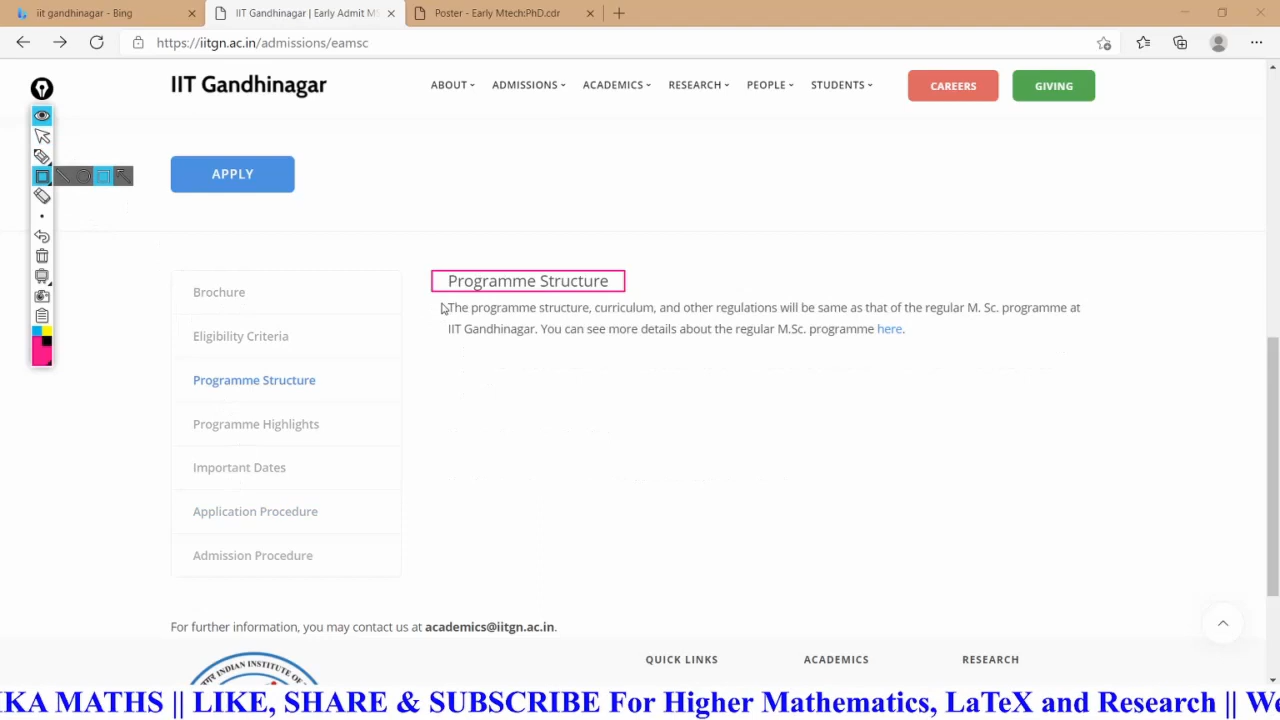 iit gandhinagar - Bing
IIT Gandhinagar | Early Admit MS
Poster - Early Mtech:PhD.cdr
https://iitgn.ac.in/admissions/eamsc
IIT Gandhinagar
ABOUT
ADMISSIONS
ACADEMICS
RESEARCH
PEOPLE
STUDENTS
CAREERS
GIVING
APPLY
Brochure
Eligibility Criteria
Programme Structure
Programme Highlights
Important Dates
Application Procedure
Admission Procedure
Programme Structure
The programme structure, curriculum, and other regulations will be same as that of the regular M. Sc. programme at
IIT Gandhinagar. You can see more details about the regular M.Sc. programme here.
For further information, you may contact us at academics@iitgn.ac.in.
INDIAN INSTITUTE OF
QUICK LINKS
ACADEMICS
RESEARCH
IKA MATHS || LIKE, SHARE & SUBSCRIBE For Higher Mathematics, LaTeX and Research || We